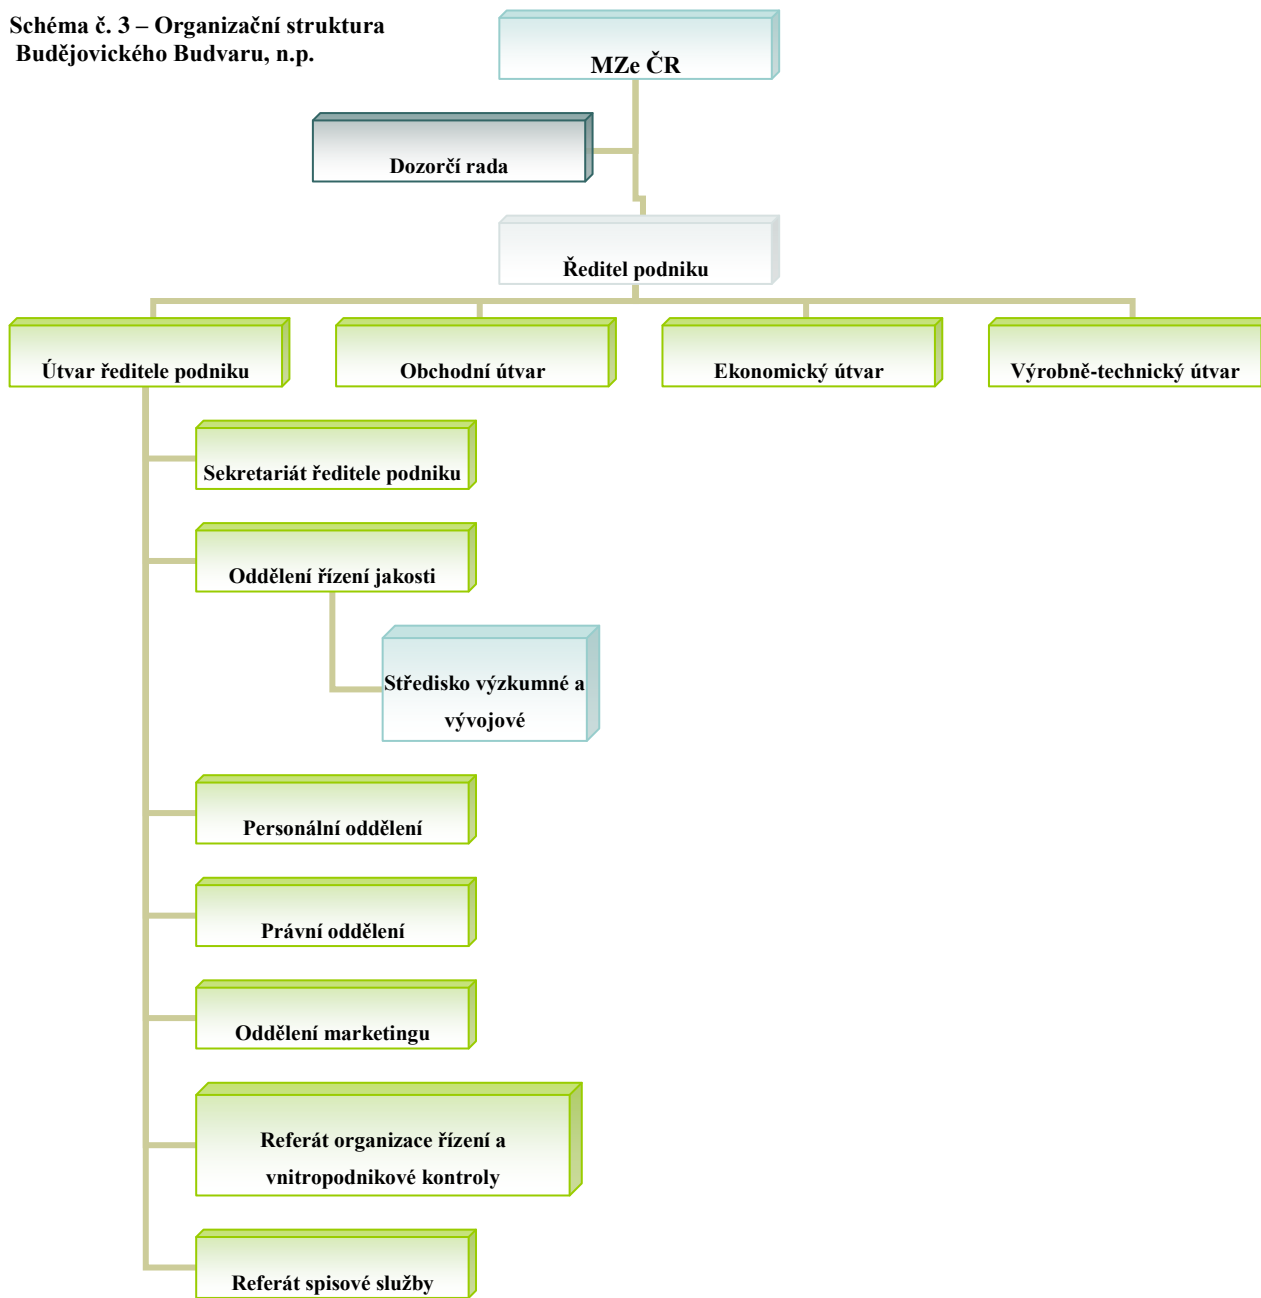 Schéma č. 3 – Organizační struktura
Budějovického Budvaru, n.p.
MZe ČR
Dozorčí rada
Ředitel podniku
Útvar ředitele podniku
Obchodní útvar
Ekonomický útvar
Výrobně-technický útvar
Sekretariát ředitele podniku
Oddělení řízení jakosti
Středisko výzkumné a
vývojové
Personální oddělení
Právní oddělení
Oddělení marketingu
Referát organizace řízení a
vnitropodnikové kontroly
Referát spisové služby